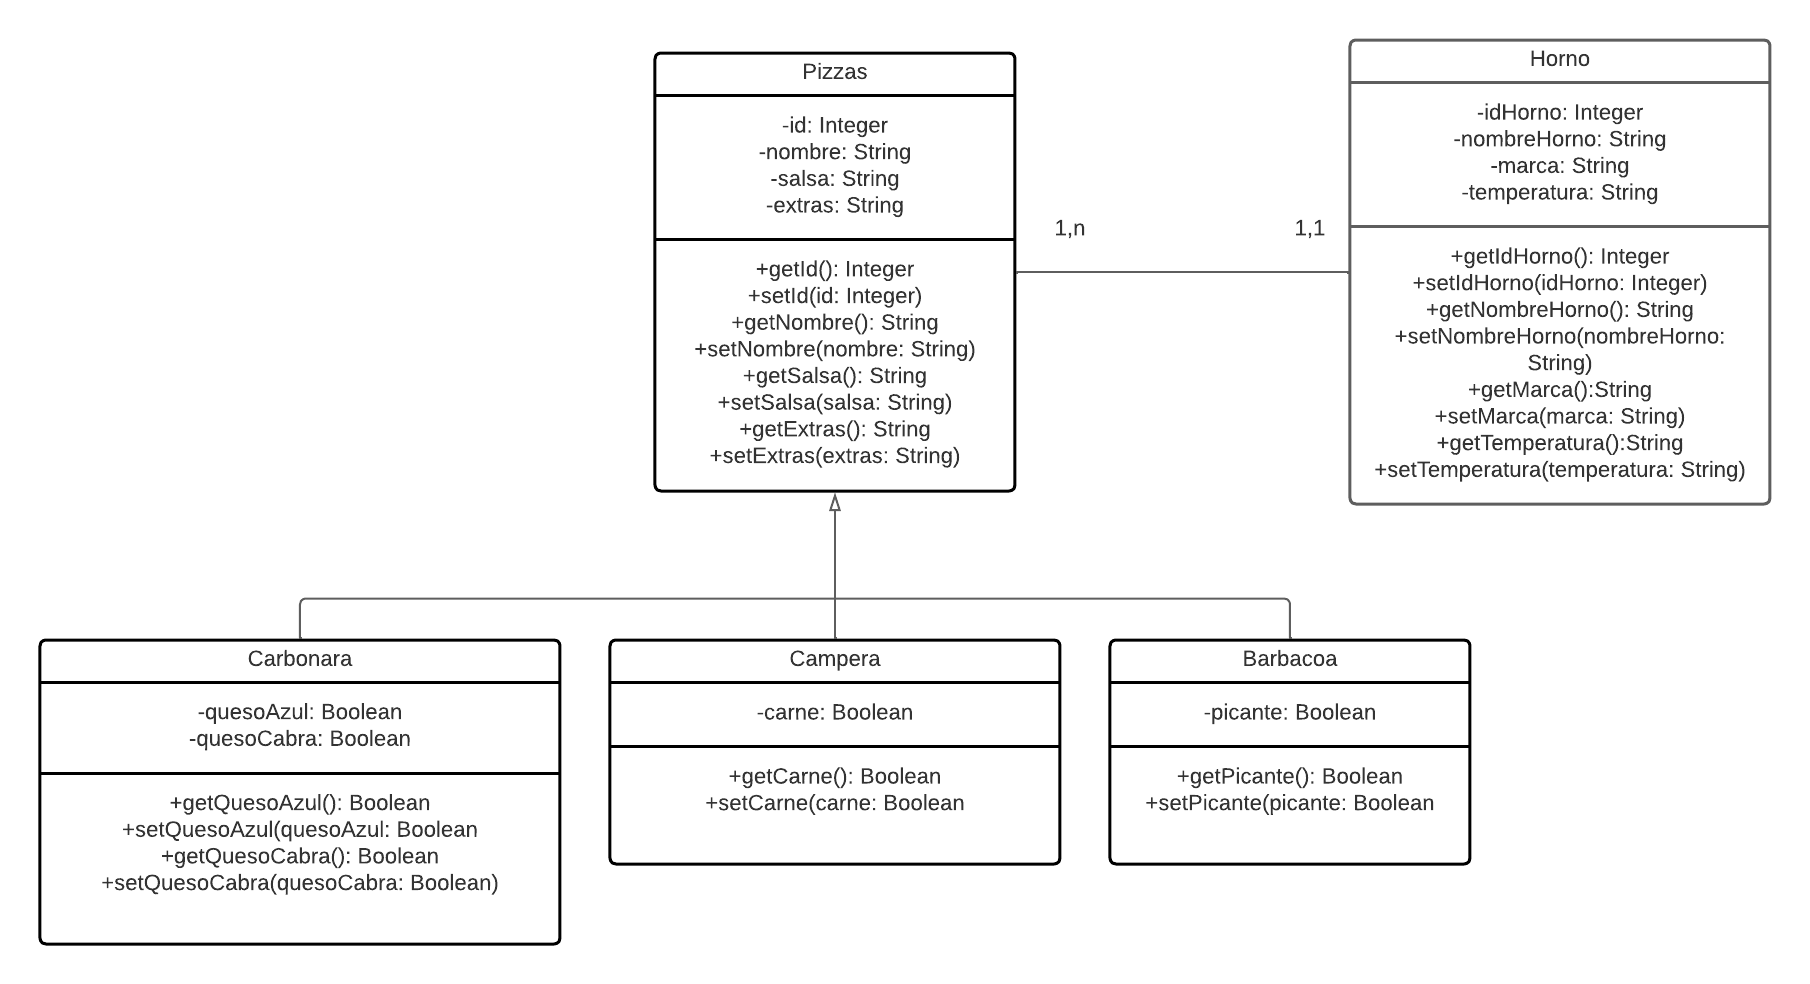 Pizzas
-id: Integer
-nombre: String
-salsa: String
-extras: String
+getId(): Integer
+setId(id: Integer)
+getNombre(): String
+setNombre(nombre: String)
+getSalsa(): String
+setSalsa(salsa: String)
+getExtras(): String
+setExtras(extras: String)
1,n
1,1
Horno
-idHorno: Integer
-nombreHorno: String
-marca: String
-temperatura: String
+getIdHorno(): Integer
+setIdHorno(idHorno: Integer)
+getNombreHorno(): String
+setNombreHorno(nombreHorno:
String)
+getMarca():String
+setMarca(marca: String)
+getTemperatura():String
+setTemperatura(temperatura: String)
Carbonara
-quesoAzul: Boolean
-quesoCabra: Boolean
+getQuesoAzul(): Boolean
+setQuesoAzul(quesoAzul: Boolean
+getQuesoCabra(): Boolean
+setQuesoCabra(quesoCabra: Boolean)
Campera
-carne: Boolean
+getCarne(): Boolean
+setCarne(carne: Boolean
Barbacoa
-picante: Boolean
+getPicante(): Boolean
+setPicante(picante: Boolean